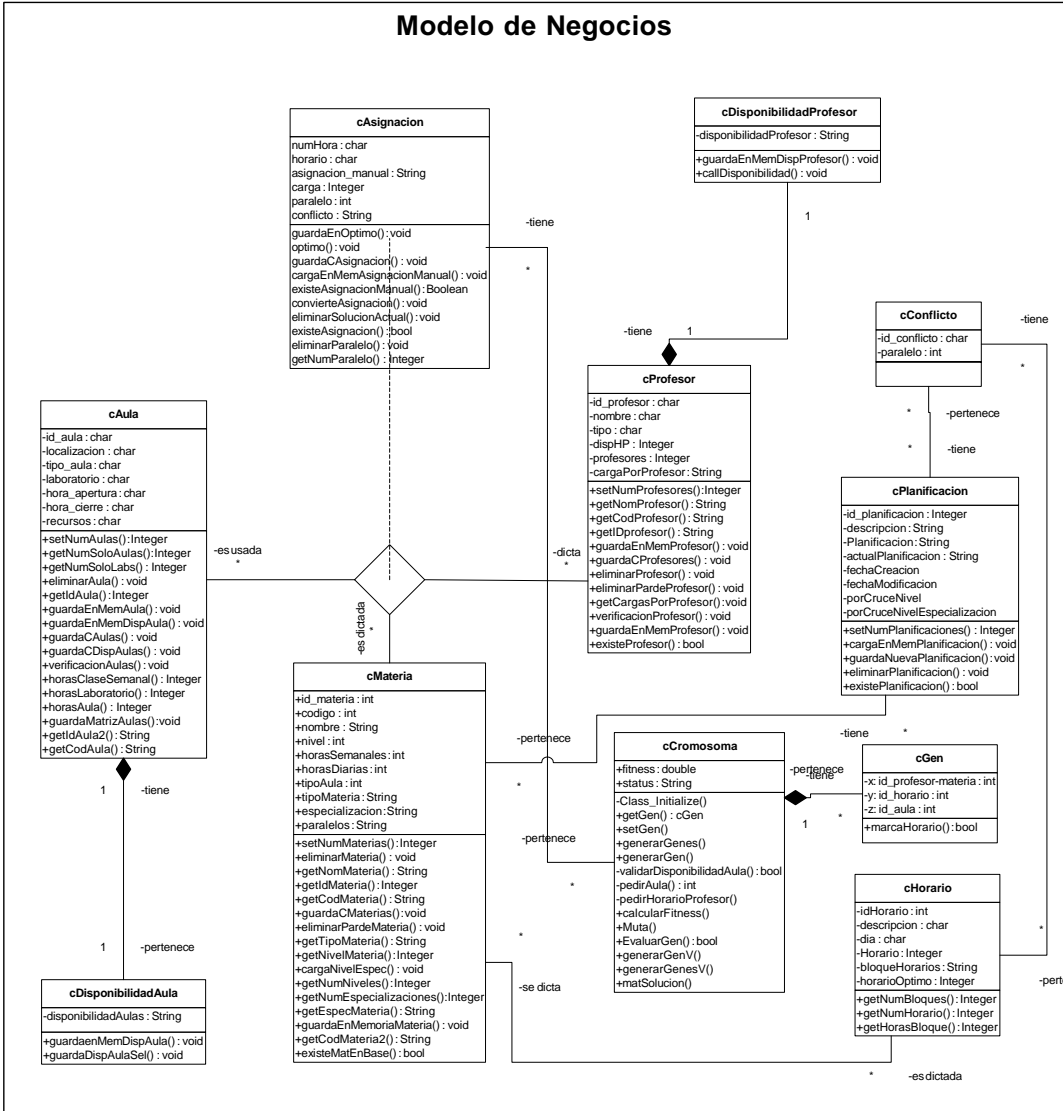 Modelo de Negocios
cAsignacion
numHora : char
horario : char
asignacion_manual : String
carga : Integer
paralelo : int
conflicto : String
guardaEnOptimo() : void
optimo() : void
guardaCAsignacion() : void
cargaEnMemAsignacionManual() : void
existeAsignacionManual() : Boolean
convierteAsignacion() : void
eliminarSolucionActual() : void
existeAsignacion() : bool
eliminarParalelo() : void
getNumParalelo() : Integer
-tiene
*
cDisponibilidadProfesor
-disponibilidadProfesor : String
+guardaEnMemDispProfesor() : void
+callDisponibilidad() : void
1
-tiene
1
cConflicto
-id_conflicto : char
-paralelo : int
-tiene
*
*
-pertenece
*
-tiene
cProfesor
-id_profesor : char
-nombre : char
-tipo : char
-dispHP : Integer
-profesores : Integer
-cargaPorProfesor : String
+setNumProfesores() : Integer
+getNomProfesor() : String
+getCodProfesor() : String
+getIDprofesor() : String
+guardaEnMemProfesor() : void
+guardaCProfesores() : void
+eliminarProfesor() : void
+eliminarPardeProfesor() : void
+getCargasPorProfesor() : void
+verificacionProfesor() : void
+guardaEnMemProfesor() : void
+existeProfesor() : bool
cAula
-id_aula : char
-localizacion : char
-tipo_aula : char
-laboratorio : char
-hora_apertura : char
-hora_cierre : char
-recursos : char
+setNumAulas() : Integer
+getNumSoloAulas() : Integer
+getNumSoloLabs() : Integer
+eliminarAula() : void
+getIdAula() : Integer
+guardaEnMemAula() : void
+guardaEnMemDispAula() : void
+guardaCAulas() : void
+guardaCDispAulas() : void
+verificacionAulas() : void
+horasClaseSemanal() : Integer
+horasLaboratorio() : Integer
+horasAula() : Integer
+guardaMatrizAulas() : void
+getIdAula2() : String
+getCodAula() : String
-es usada
*
-dicta
*
-es dictada
*
cPlanificacion
-id_planificacion : Integer
-descripcion : String
-Planificacion : String
-actualPlanificacion : String
-fechaCreacion
-fechaModificacion
-porCruceNivel
-porCruceNivelEspecializacion
+setNumPlanificaciones() : Integer
+cargaEnMemPlanificacion() : void
+guardaNuevaPlanificacion() : void
+eliminarPlanificacion() : void
+existePlanificacion() : bool
-tiene
*
cMateria
+id_materia : int
+codigo : int
+nombre : String
+nivel : int
+horasSemanales : int
+horasDiarias : int
+tipoAula : int
+tipoMateria : String
+especializacion : String
+paralelos : String
+setNumMaterias() : Integer
+eliminarMateria() : void
+getNomMateria() : String
+getIdMateria() : Integer
+getCodMateria() : String
+guardaCMaterias() : void
+eliminarPardeMateria() : void
+getTipoMateria() : String
+getNivelMateria() : Integer
+cargaNivelEspec() : void
+getNumNiveles() : Integer
+getNumEspecializaciones() : Integer
+getEspecMateria() : String
+guardaEnMemoriaMateria() : void
+getCodMateria2() : String
+existeMatEnBase() : bool
-pertenece
*
-pertenece
*
*
-se dicta
cCromosoma
+fitness : double
+status : String
-Class_Initialize()
+getGen() : cGen
+setGen()
+generarGenes()
+generarGen()
-validarDisponibilidadAula() : bool
-pedirAula() : int
-pedirHorarioProfesor()
+calcularFitness()
+Muta()
+EvaluarGen() : bool
+generarGenV()
+generarGenesV()
+matSolucion()
-pertenece
-tiene
1
*
cGen
-x: id_profesor-materia : int
-y: id_horario : int
-z: id_aula : int
+marcaHorario() : bool
1
-tiene
1
-pertenece
cDisponibilidadAula
-disponibilidadAulas : String
+guardaenMemDispAula() : void
+guardaDispAulaSel() : void
cHorario
-idHorario : int
-descripcion : char
-dia : char
-Horario : Integer
-bloqueHorarios : String
-horarioOptimo : Integer
+getNumBloques() : Integer
+getNumHorario() : Integer
+getHorasBloque() : Integer
*
-perte
*
-es dictada